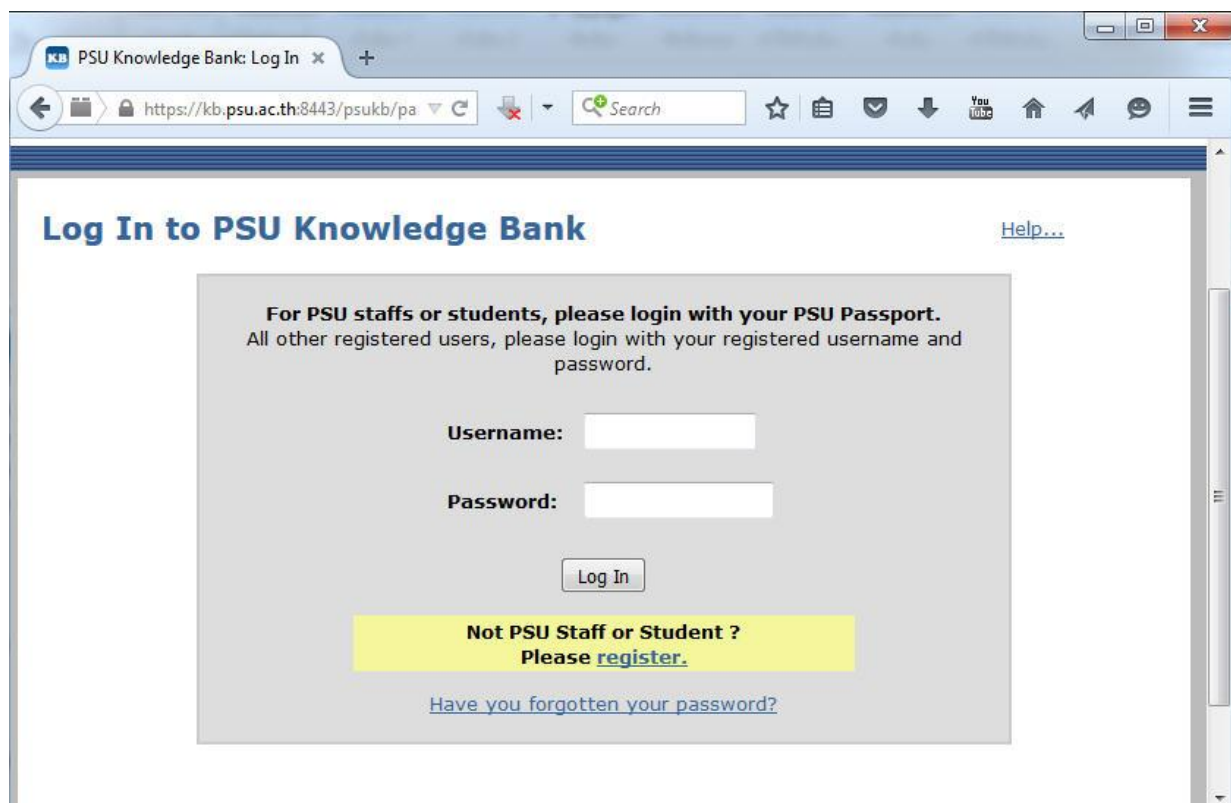 KB PSU Knowledge Bank: Log In
https://kb.psu.ac.th:8443/psukb/pa
Search
You Tube
Log In to PSU Knowledge Bank
Help...
For PSU staffs or students, please login with your PSU Passport.
All other registered users, please login with your registered username and
password.
Username:
Password:
Log In
Not PSU Staff or Student ?
Please register.
Have you forgotten your password?